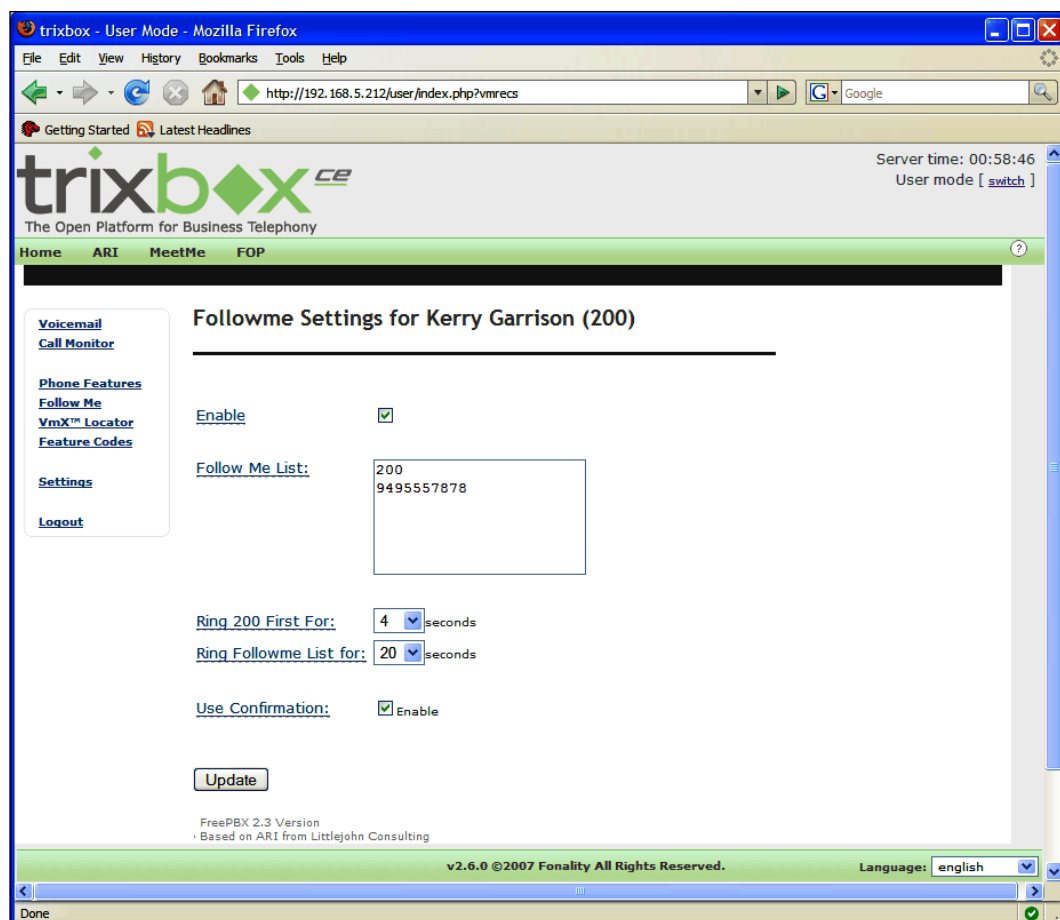 trixbox - User Mode - Mozilla Firefox
File Edit View History Bookmarks Tools Help
http://192.168.5.212/user/index.php?vmrecs
G Google
Getting Started Latest Headlines
trixbox CE
The Open Platform for Business Telephony
Server time: 00:58:46
User mode [ switch ]
Home ARI MeetMe FOP ?
Voicemail
Call Monitor
Phone Features
Follow Me
VmX™ Locator
Feature Codes
Settings
Logout
Followme Settings for Kerry Garrison (200)
Enable
Follow Me List:
200
9495557878
Ring 200 First For: 4 seconds
Ring Followme List for: 20 seconds
Use Confirmation: Enable
Update
FreePBX 2.3 Version
· Based on ARI from Littlejohn Consulting
v2.6.0 ©2007 Fonality All Rights Reserved.
Language: english
Done